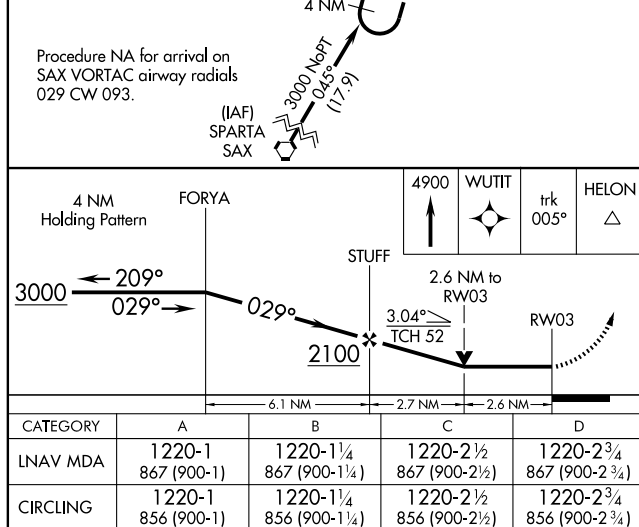 4 NM
Procedure NA for arrival on
SAX VORTAC airway radials
029 CW 093.
3000 NoPT
045°
(17.9)
(IAF)
SPARTA
SAX
4 NM
Holding Pattern
FORYA
4900
WUTIT
trk
005°
HELON
STUFF
2.6 NM to
RW03
3000
209°
029°
029°
3.04°
TCH 52
RW03
2100
6.1 NM
2.7 NM
2.6 NM
CATEGORY A B C D
LNAV MDA
1220-1 1220-1¼ 1220-2½ 1220-2¾
867 (900-1) 867 (900-1¼) 867 (900-2½) 867 (900-2¾)
CIRCLING
1220-1 1220-1¼ 1220-2½ 1220-2¾
856 (900-1) 856 (900-1¼) 856 (900-2½) 856 (900-2¾)